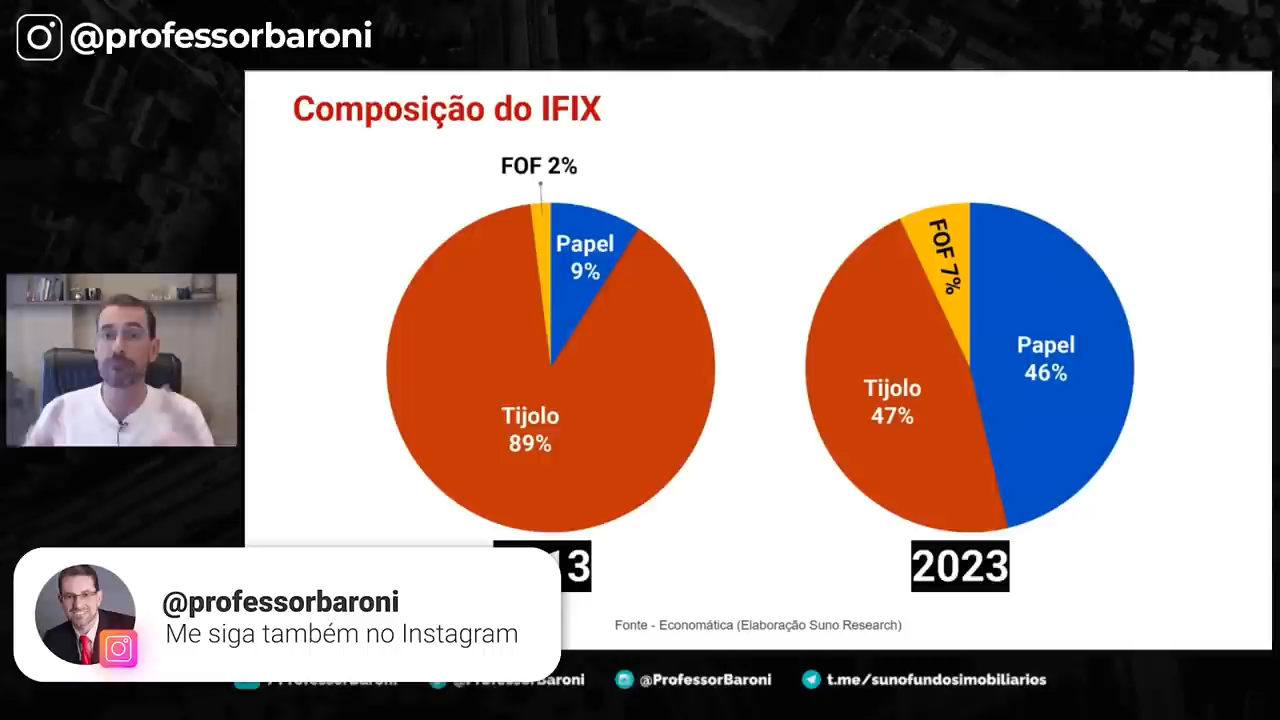 @professorbaroni
Composição do IFIX
FOF 2%
Papel
9%
Tijolo
89%
FOF 7%
Papel
46%
Tijolo
47%
13
2023
@professorbaroni
Me siga também no Instagram
Fonte - Economática (Elaboração Suno Research)
@ProfessorBaroni
t.me/sunofundosimobiliarios